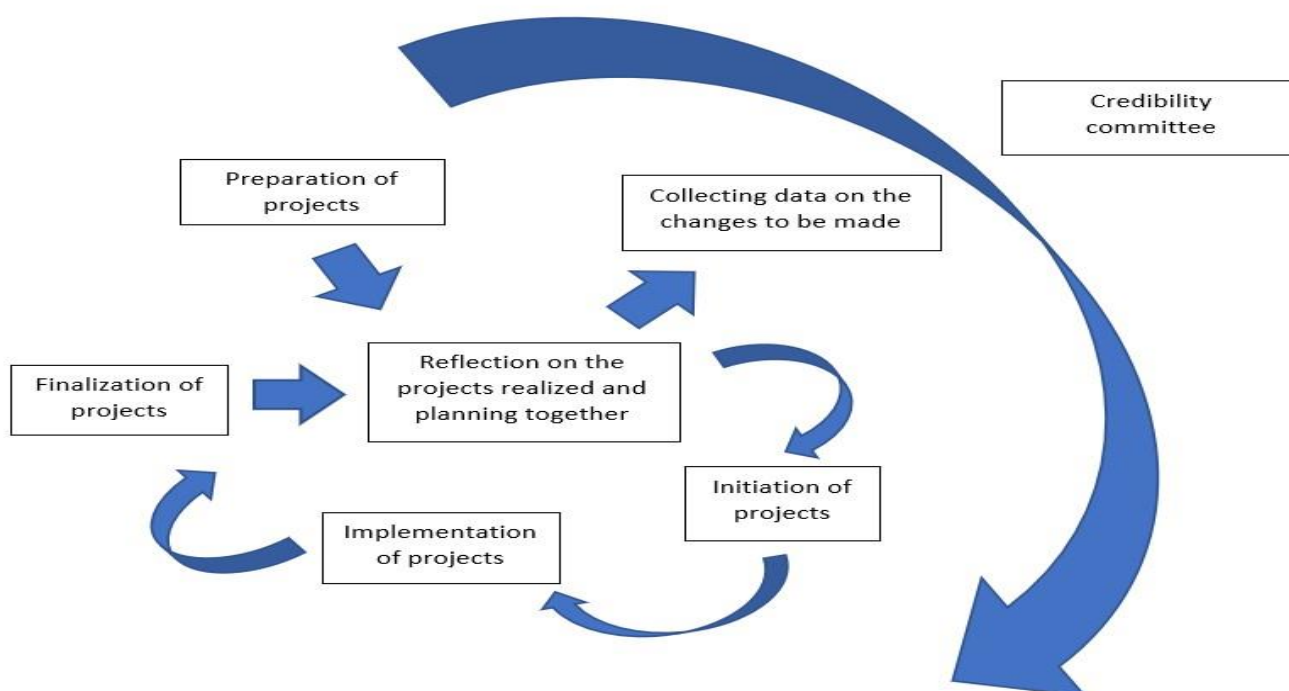 Credibility
committee
Preparation of
projects
Collecting data on the
changes to be made
Reflection on the
projects realized and
planning together
Finalization of
projects
Initiation of
projects
Implementation
of projects